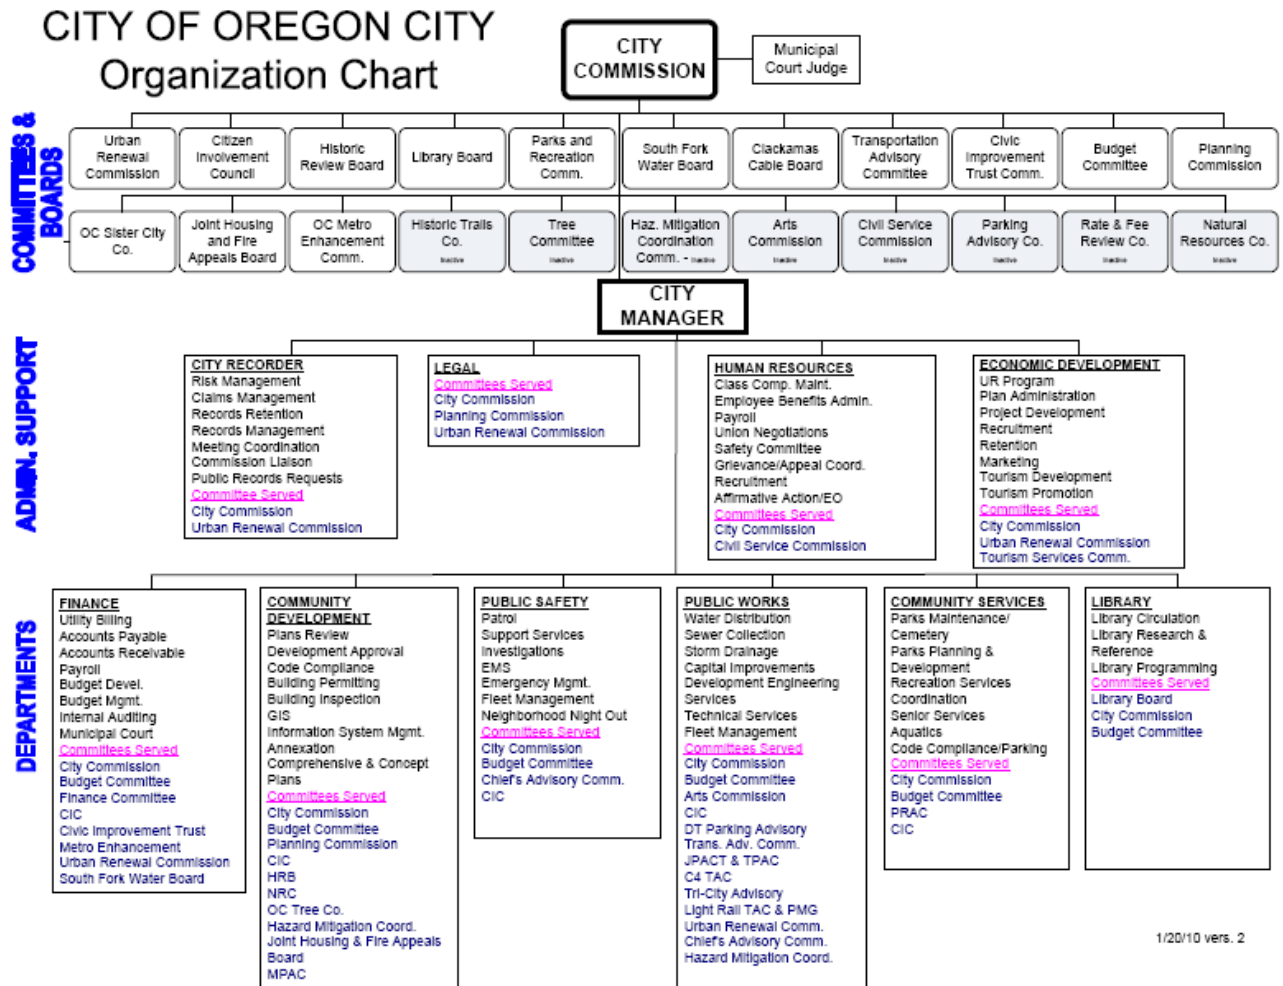 CITY OF OREGON CITY
Organization Chart
CITY
COMMISSION
Municipal
Court Judge
COMMITTEES &
BOARDS
Urban
Renewal
Commission
Citizen
Involvement
Council
Historic
Review Board
Library Board
Parks and
Recreation
Comm.
South Fork
Water Board
Clackamas
Cable Board
Transportation
Advisory
Committee
Civic
Improvement
Trust Comm.
Budget
Committee
Planning
Commission
OC Sister City
Co.
Joint Housing
and Fire
Appeals Board
OC Metro
Enhancement
Comm.
Historic Trails
Co.
Inactive
Tree
Committee
Inactive
Haz. Mitigation
Coordination
Comm. - Inactive
Arts
Commission
Inactive
Civil Service
Commission
Inactive
Parking
Advisory Co.
Inactive
Rate & Fee
Review Co.
Inactive
Natural
Resources Co.
Inactive
CITY
MANAGER
ADMIN. SUPPORT
CITY RECORDER
Risk Management
Claims Management
Records Retention
Records Management
Meeting Coordination
Commission Liaison
Public Records Requests
Committee Served
City Commission
Urban Renewal Commission
LEGAL
Committees Served
City Commission
Planning Commission
Urban Renewal Commission
HUMAN RESOURCES
Class Comp. Maint.
Employee Benefits Admin.
Payroll
Union Negotiations
Safety Committee
Grievance/Appeal Coord.
Recruitment
Affirmative Action/EO
Committees Served
City Commission
Civil Service Commission
ECONOMIC DEVELOPMENT
UR Program
Plan Administration
Project Development
Recruitment
Retention
Marketing
Tourism Development
Tourism Promotion
Committees Served
City Commission
Urban Renewal Commission
Tourism Services Comm.
DEPARTMENTS
FINANCE
Utility Billing
Accounts Payable
Accounts Receivable
Payroll
Budget Devel.
Budget Mgmt.
Internal Auditing
Municipal Court
Committees Served
City Commission
Budget Committee
Finance Committee
CIC
Civic Improvement Trust
Metro Enhancement
Urban Renewal Commission
South Fork Water Board
COMMUNITY
DEVELOPMENT
Plans Review
Development Approval
Code Compliance
Building Permitting
Building Inspection
GIS
Information System Mgmt.
Annexation
Comprehensive & Concept
Plans
Committees Served
City Commission
Budget Committee
Planning Commission
CIC
HRB
NRC
OC Tree Co.
Hazard Mitigation Coord.
Joint Housing & Fire Appeals
Board
MPAC
PUBLIC SAFETY
Patrol
Support Services
Investigations
EMS
Emergency Mgmt.
Fleet Management
Neighborhood Night Out
Committees Served
City Commission
Budget Committee
Chief's Advisory Comm.
CIC
PUBLIC WORKS
Water Distribution
Sewer Collection
Storm Drainage
Capital Improvements
Development Engineering
Services
Technical Services
Fleet Management
Committees Served
City Commission
Budget Committee
Arts Commission
CIC
DT Parking Advisory
Trans. Adv. Comm.
JPACT & TPAC
C4 TAC
Tri-City Advisory
Light Rail TAC & PMG
Urban Renewal Comm.
Chief's Advisory Comm.
Hazard Mitigation Coord.
COMMUNITY SERVICES
Parks Maintenance/
Cemetery
Parks Planning &
Development
Recreation Services
Coordination
Senior Services
Aquatics
Code Compliance/Parking
Committees Served
City Commission
Budget Committee
PRAC
CIC
LIBRARY
Library Circulation
Library Research &
Reference
Library Programming
Committees Served
Library Board
City Commission
Budget Committee
1/20/10 vers. 2